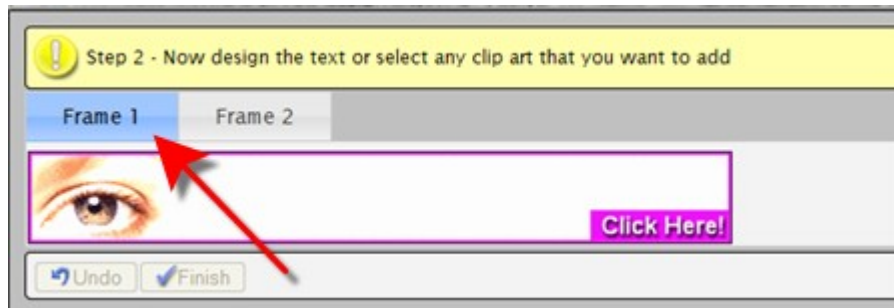 Step 2 - Now design the text or select any clip art that you want to add
Frame 1 Frame 2
Click Here!
Undo Finish